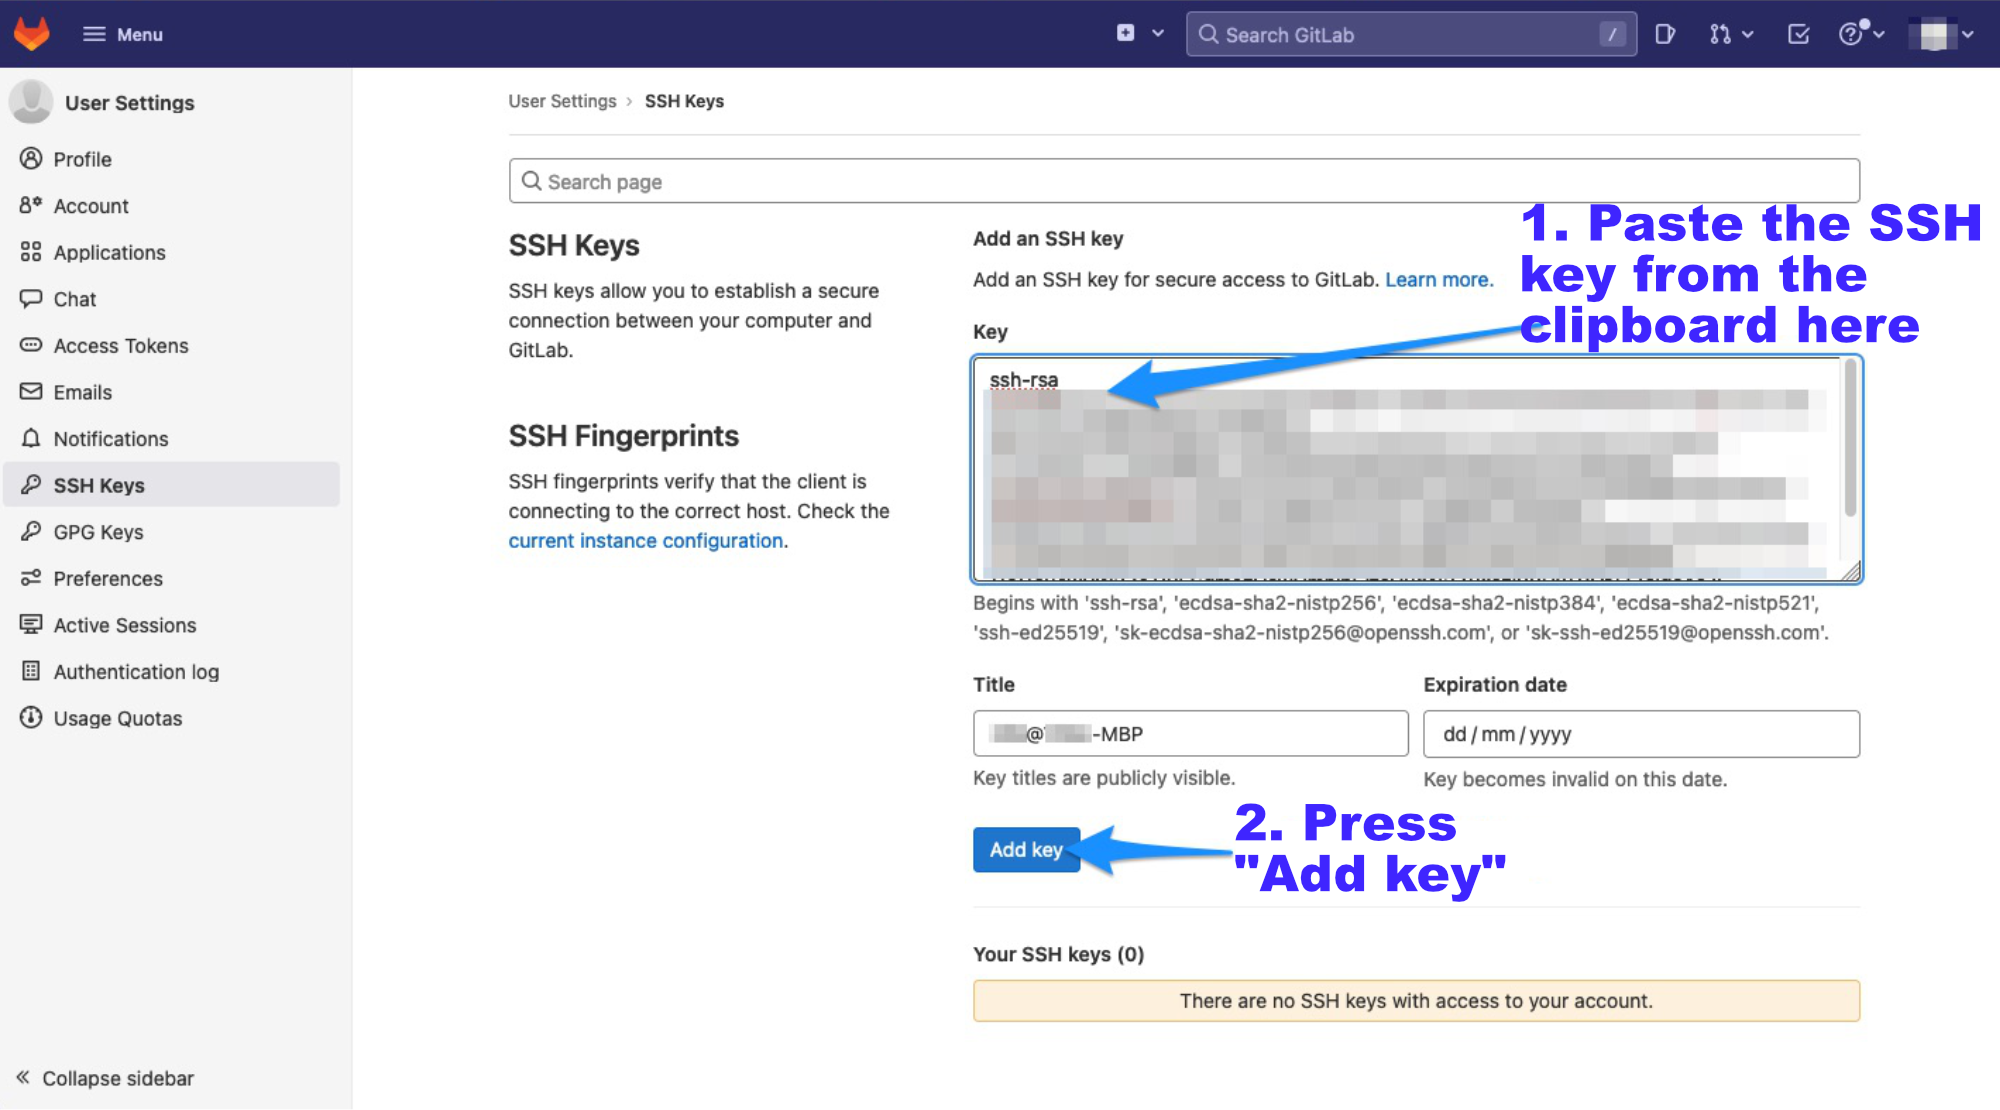 Menu
Search GitLab
/
User Settings
Profile
Account
Applications
Chat
Access Tokens
Emails
Notifications
SSH Keys
GPG Keys
Preferences
Active Sessions
Authentication log
Usage Quotas
Collapse sidebar
User Settings › SSH Keys
Search page
SSH Keys
SSH keys allow you to establish a secure
connection between your computer and
GitLab.
SSH Fingerprints
SSH fingerprints verify that the client is
connecting to the correct host. Check the
current instance configuration.
Add an SSH key
Add an SSH key for secure access to GitLab. Learn more.
1. Paste the SSH
key from the
clipboard here
Key
ssh-rsa
Begins with 'ssh-rsa', 'ecdsa-sha2-nistp256', 'ecdsa-sha2-nistp384', 'ecdsa-sha2-nistp521',
'ssh-ed25519', 'sk-ecdsa-sha2-nistp256@openssh.com', or 'sk-ssh-ed25519@openssh.com'.
Title
@ -MBP
Key titles are publicly visible.
Expiration date
dd/mm/yyyy
Key becomes invalid on this date.
Add key
2. Press
"Add key"
Your SSH keys (0)
There are no SSH keys with access to your account.